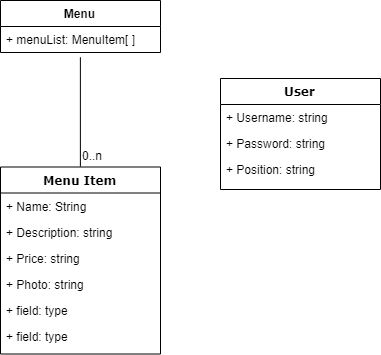 Menu
+ menuList: MenuItem[ ]
0..n
Menu Item
+ Name: String
+ Description: string
+ Price: string
+ Photo: string
+ field: type
+ field: type
User
+ Username: string
+ Password: string
+ Position: string